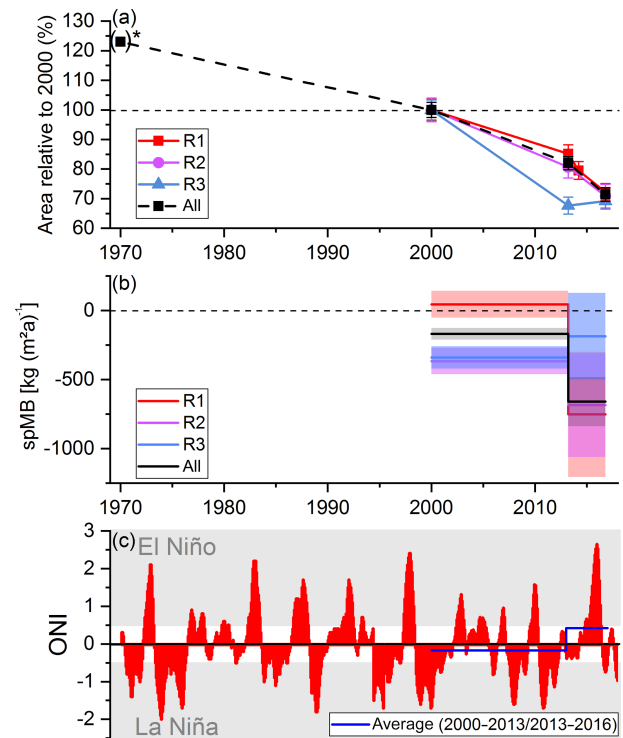 (a)
Area relative to 2000 (%)
130
120
110
100
90
80
70
60
( )*
R1
R2
R3
All
1970 1980 1990 2000 2010
(b)
spMB [kg (m²a)⁻¹]
0
-500
-1000
R1
R2
R3
All
1970 1980 1990 2000 2010
(c)
El Niño
ONI
3
2
1
0
-1
-2
La Niña
Average (2000–2013/2013–2016)